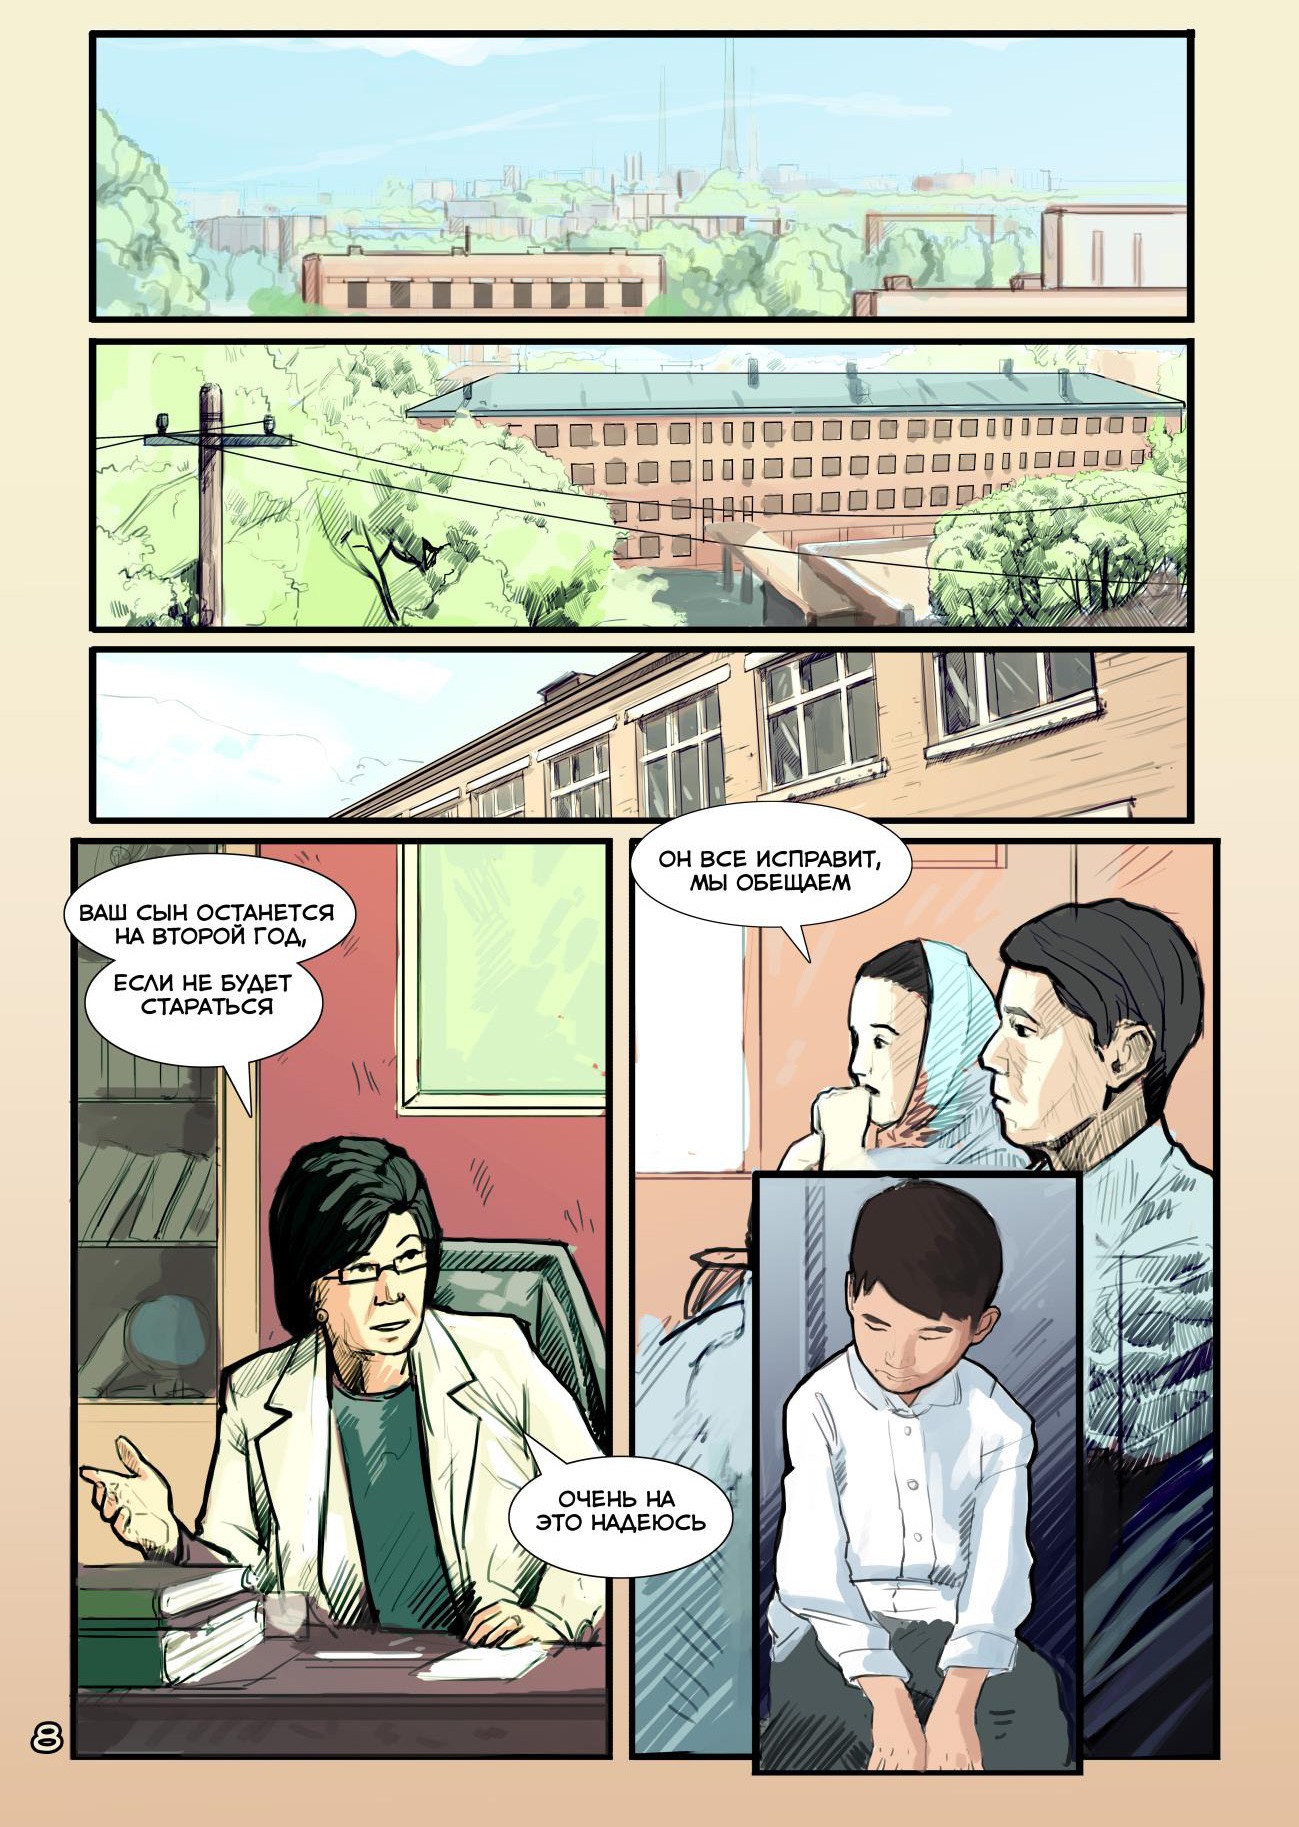 ВАШ СЫН ОСТАНЕТСЯ
НА ВТОРОЙ ГОД,
ЕСЛИ НЕ БУДЕТ
СТАРАТЬСЯ
ОН ВСЕ ИСПРАВИТ,
МЫ ОБЕЩАЕМ
ОЧЕНЬ НА
ЭТО НАДЕЮСЬ
8